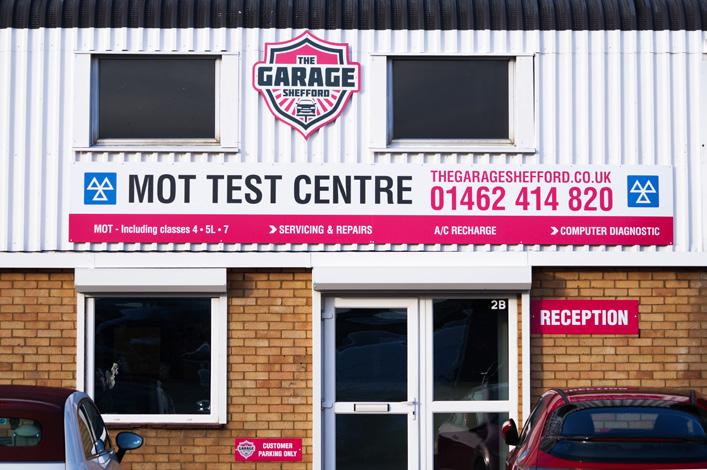 THE
GARAGE
SHEFFORD
MOT TEST CENTRE
THEGARAGESHEFFORD.CO.UK
01462 414 820
MOT - Including classes 4 • 5L • 7
SERVICING & REPAIRS
A/C RECHARGE
COMPUTER DIAGNOSTIC
2B
RECEPTION
GARAGE
CUSTOMER
PARKING ONLY